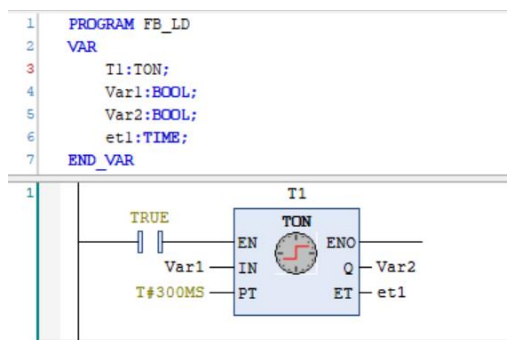 1 PROGRAM FB_LD
2 VAR
3 T1:TON;
4 Var1:BOOL;
5 Var2:BOOL;
6 et1:TIME;
7 END_VAR
1 T1
TRUE TON
EN ENO
Var1 IN Q Var2
T#300MS PT ET et1